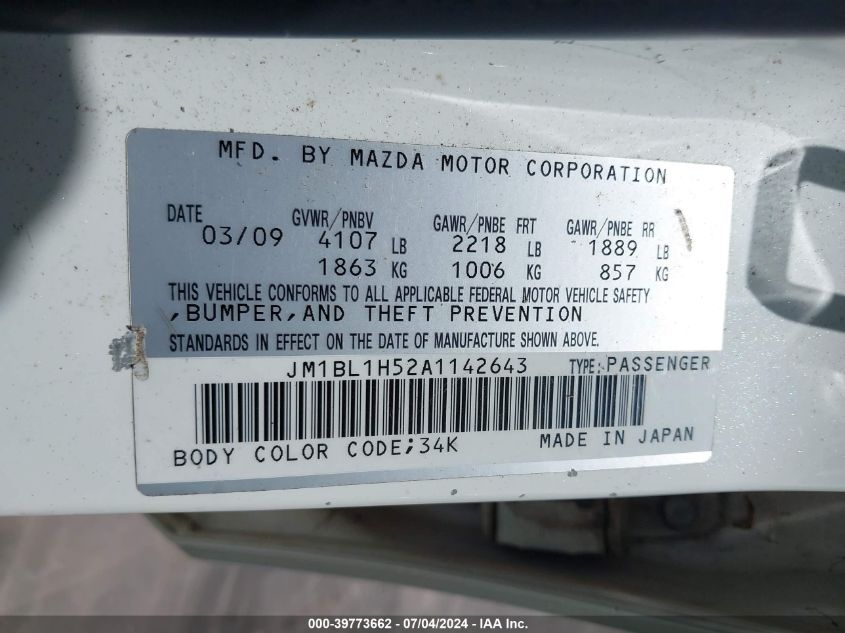 MFD. BY MAZDA MOTOR CORPORATION
DATE GVWR/PNBV GAWR/PNBE FRT GAWR/PNBE RR
03/09 4107 LB 2218 LB 1889 LB
1863 KG 1006 KG 857 KG
THIS VEHICLE CONFORMS TO ALL APPLICABLE FEDERAL MOTOR VEHICLE SAFETY
,BUMPER,AND THEFT PREVENTION
STANDARDS IN EFFECT ON THE DATE OF MANUFACTURE SHOWN ABOVE.
JM1BL1H52A1142643 TYPE:PASSENGER
BODY COLOR CODE;34K MADE IN JAPAN
000-39773662 - 07/04/2024 - IAA Inc.